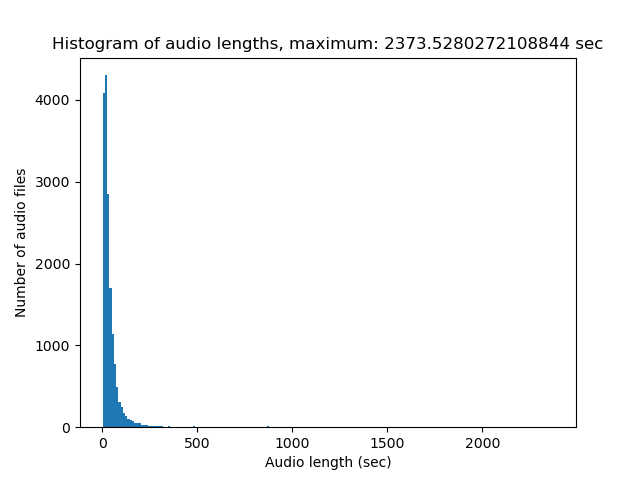 Histogram of audio lengths, maximum: 2373.5280272108844 sec
4000
3000
2000
1000
0
Number of audio files
0 500 1000 1500 2000
Audio length (sec)